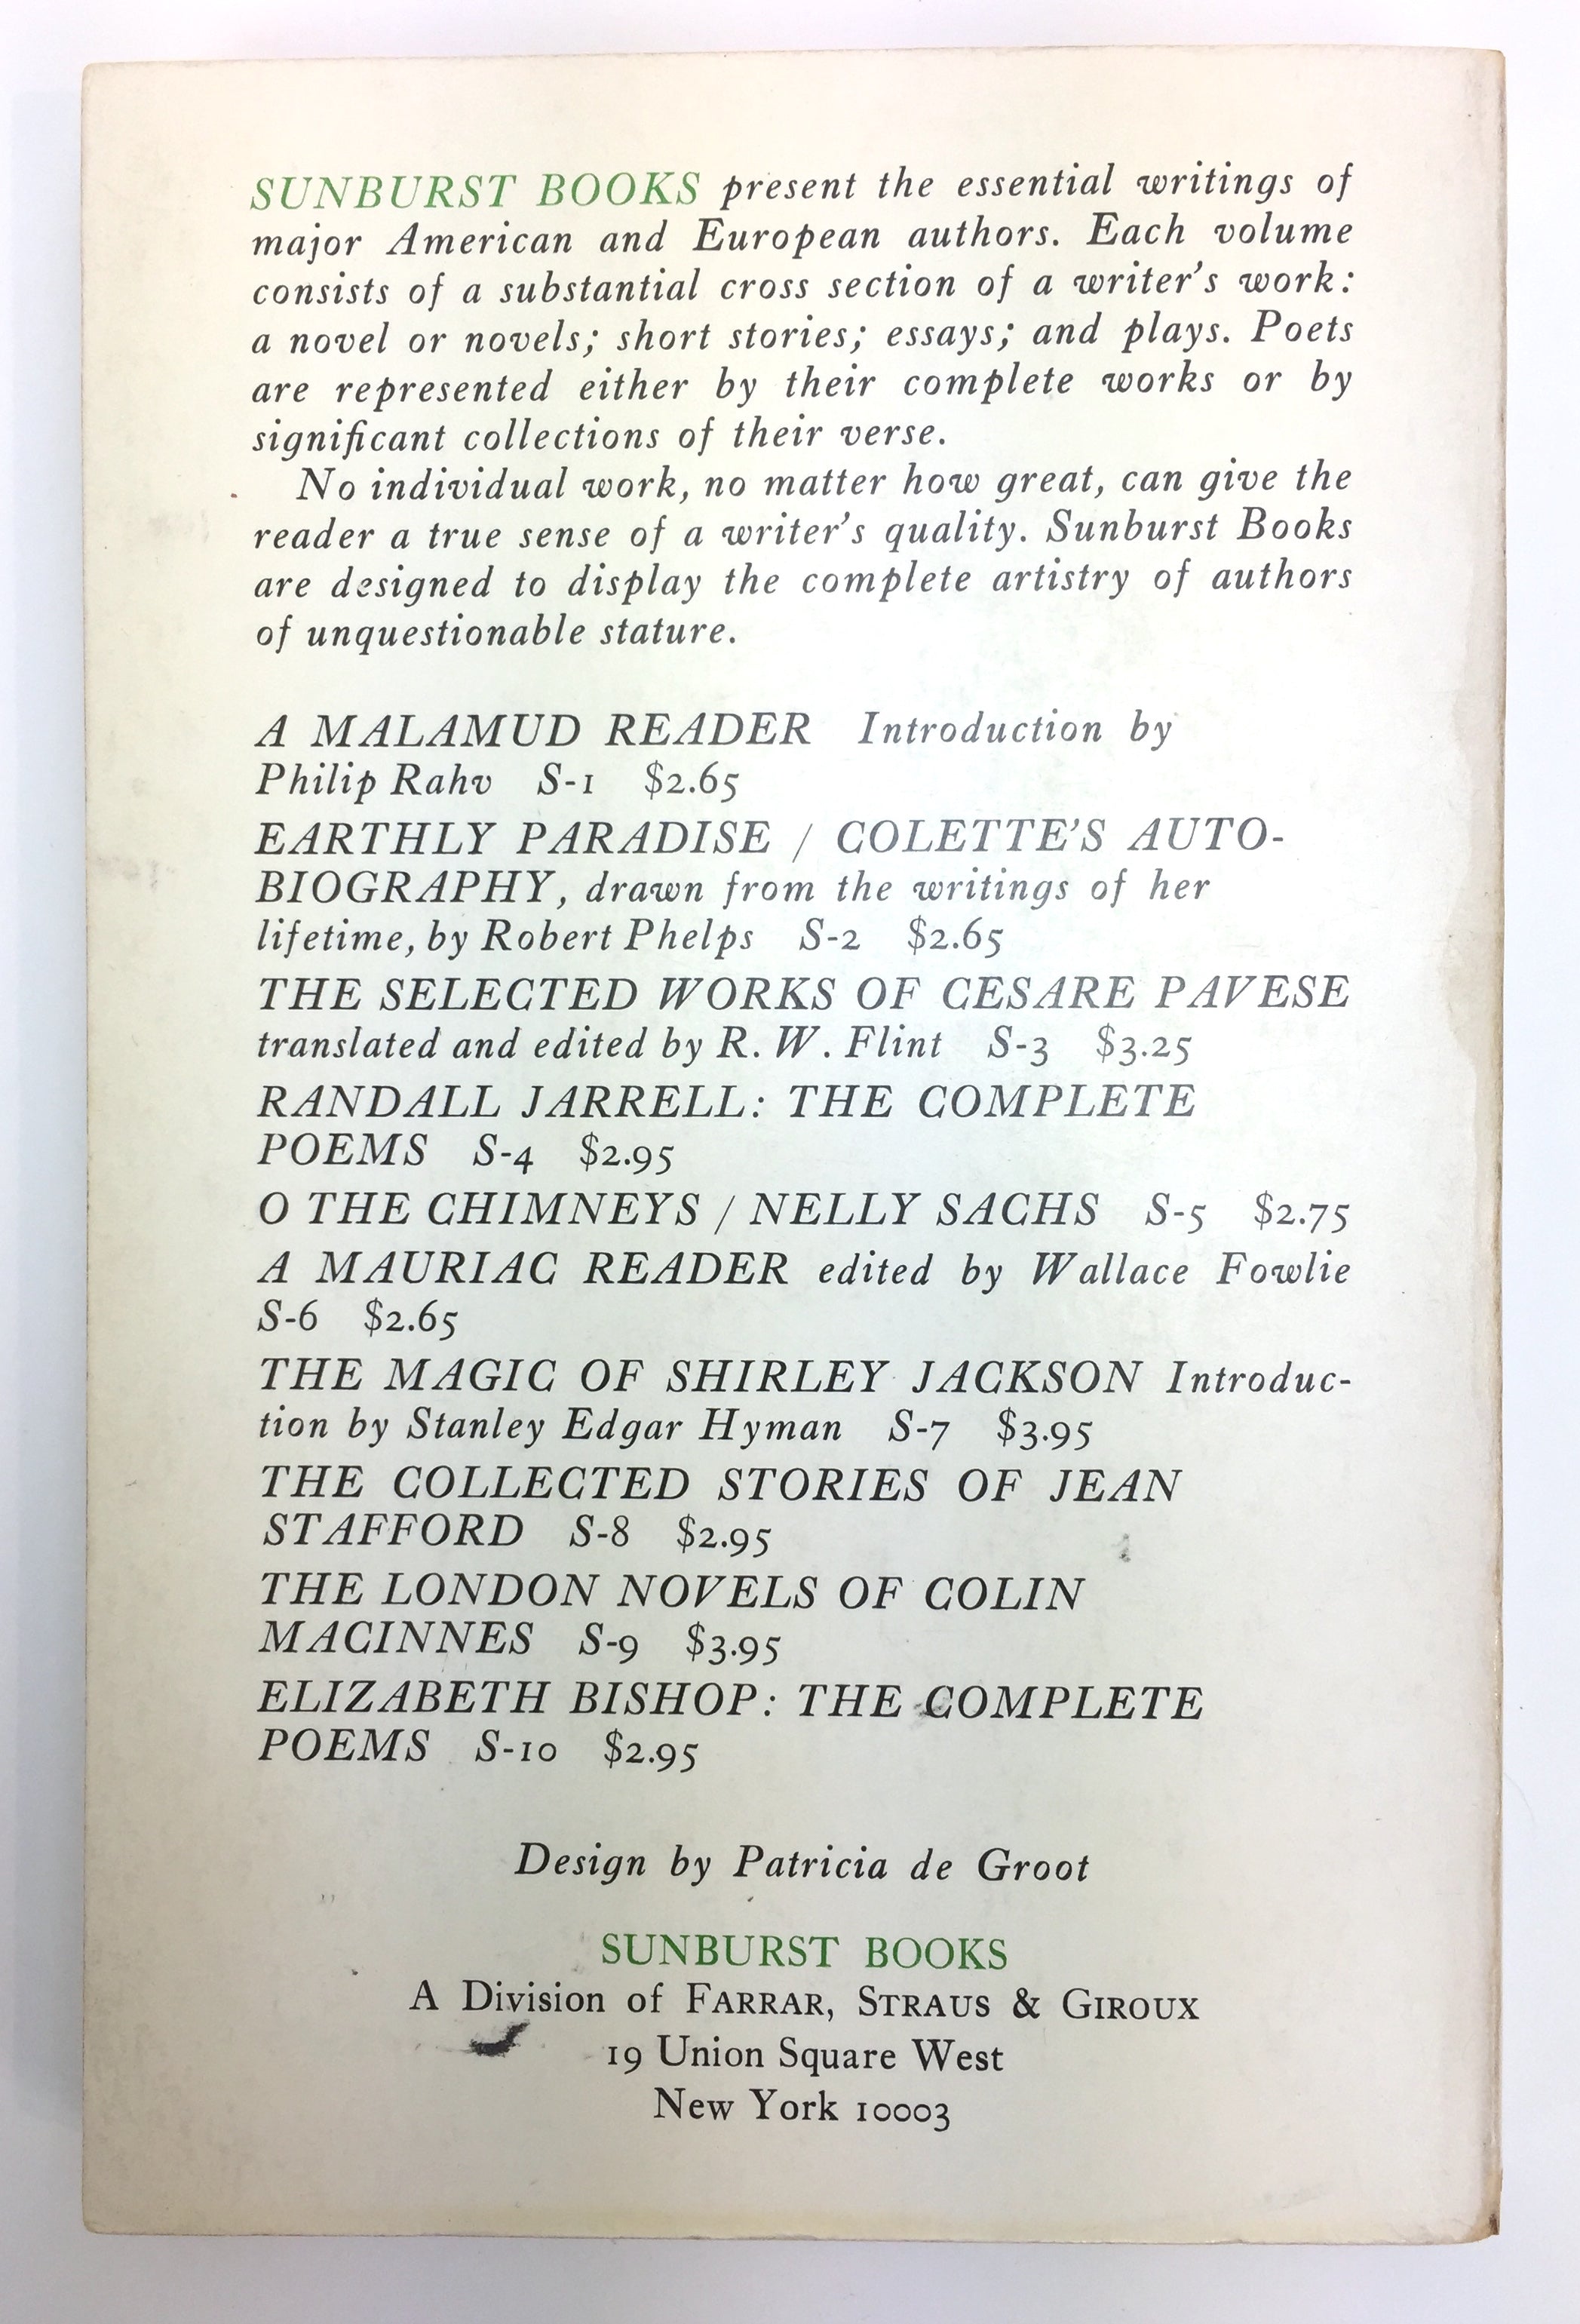 SUNBURST BOOKS present the essential writings of
major American and European authors. Each volume
consists of a substantial cross section of a writer's work:
a novel or novels; short stories; essays; and plays. Poets
are represented either by their complete works or by
significant collections of their verse.
No individual work, no matter how great, can give the
reader a true sense of a writer's quality. Sunburst Books
are designed to display the complete artistry of authors
of unquestionable stature.
A MALAMUD READER Introduction by
Philip Rahv S-1 $2.65
EARTHLY PARADISE / COLETTE'S AUTO-
BIOGRAPHY, drawn from the writings of her
lifetime, by Robert Phelps S-2 $2.65
THE SELECTED WORKS OF CESARE PAVESE
translated and edited by R. W. Flint S-3 $3.25
RANDALL JARRELL: THE COMPLETE
POEMS S-4 $2.95
O THE CHIMNEYS / NELLY SACHS S-5 $2.75
A MAURIAC READER edited by Wallace Fowlie
S-6 $2.65
THE MAGIC OF SHIRLEY JACKSON Introduc-
tion by Stanley Edgar Hyman S-7 $3.95
THE COLLECTED STORIES OF JEAN
STAFFORD S-8 $2.95
THE LONDON NOVELS OF COLIN
MACINNES S-9 $3.95
ELIZABETH BISHOP: THE COMPLETE
POEMS S-10 $2.95
Design by Patricia de Groot
SUNBURST BOOKS
A Division of FARRAR, STRAUS & GIROUX
19 Union Square West
New York 10003